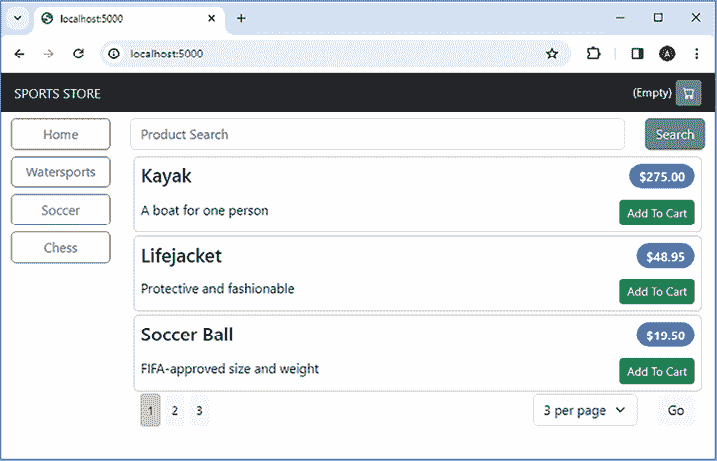 localhost:5000
localhost:5000
A
SPORTS STORE (Empty)
Home
Product Search Search
Watersports
Soccer
Chess
Kayak $275.00
A boat for one person Add To Cart
Lifejacket $48.95
Protective and fashionable Add To Cart
Soccer Ball $19.50
FIFA-approved size and weight Add To Cart
1 2 3 3 per page Go